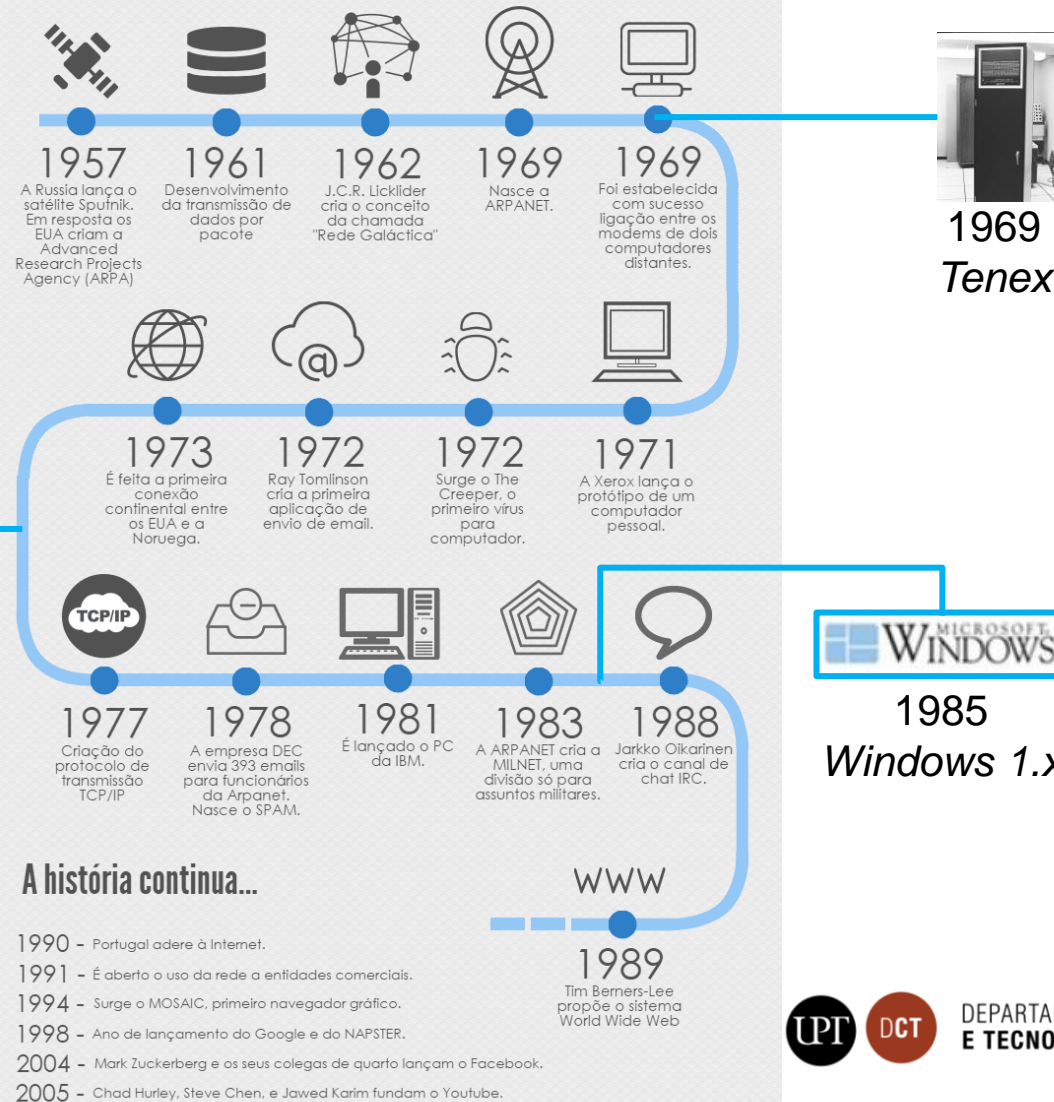 1957
A Russia lança o
satélite Sputnik.
Em resposta os
EUA criam a
Advanced
Research Projects
Agency (ARPA)
1961
Desenvolvimento
da transmissão de
dados por
pacote
1962
J.C.R. Licklider
cria o conceito
da chamada
"Rede Galáctica"
1969
Nasce a
ARPANET.
1969
Foi estabelecida
com sucesso
ligação entre os
modems de dois
computadores
distantes.
1969
Tenex
1973
É feita a primeira
conexão
continental entre
os EUA e a
Noruega.
@
1972
Ray Tomlinson
cria a primeira
aplicação de
envio de email.
1972
Surge o The
Creeper, o
primeiro vírus
para
computador.
1971
A Xerox lança o
protótipo de um
computador
pessoal.
TCP/IP
1977
Criação do
protocolo de
transmissão
TCP/IP
1978
A empresa DEC
envia 393 emails
para funcionários
da Arpanet.
Nasce o SPAM.
1981
É lançado o PC
da IBM.
1983
A ARPANET cria a
MILNET, uma
divisão só para
assuntos militares.
1988
Jarkko Oikarinen
cria o canal de
chat IRC.
MICROSOFT
WINDOWS
1985
Windows 1.x
WWW
1989
Tim Berners-Lee
propõe o sistema
World Wide Web
A história continua...
1990 - Portugal adere à Internet.
1991 - É aberto o uso da rede a entidades comerciais.
1994 - Surge o MOSAIC, primeiro navegador gráfico.
1998 - Ano de lançamento do Google e do NAPSTER.
2004 - Mark Zuckerberg e os seus colegas de quarto lançam o Facebook.
2005 - Chad Hurley, Steve Chen, e Jawed Karim fundam o Youtube.
UPT
DCT
DEPARTA
E TECNO